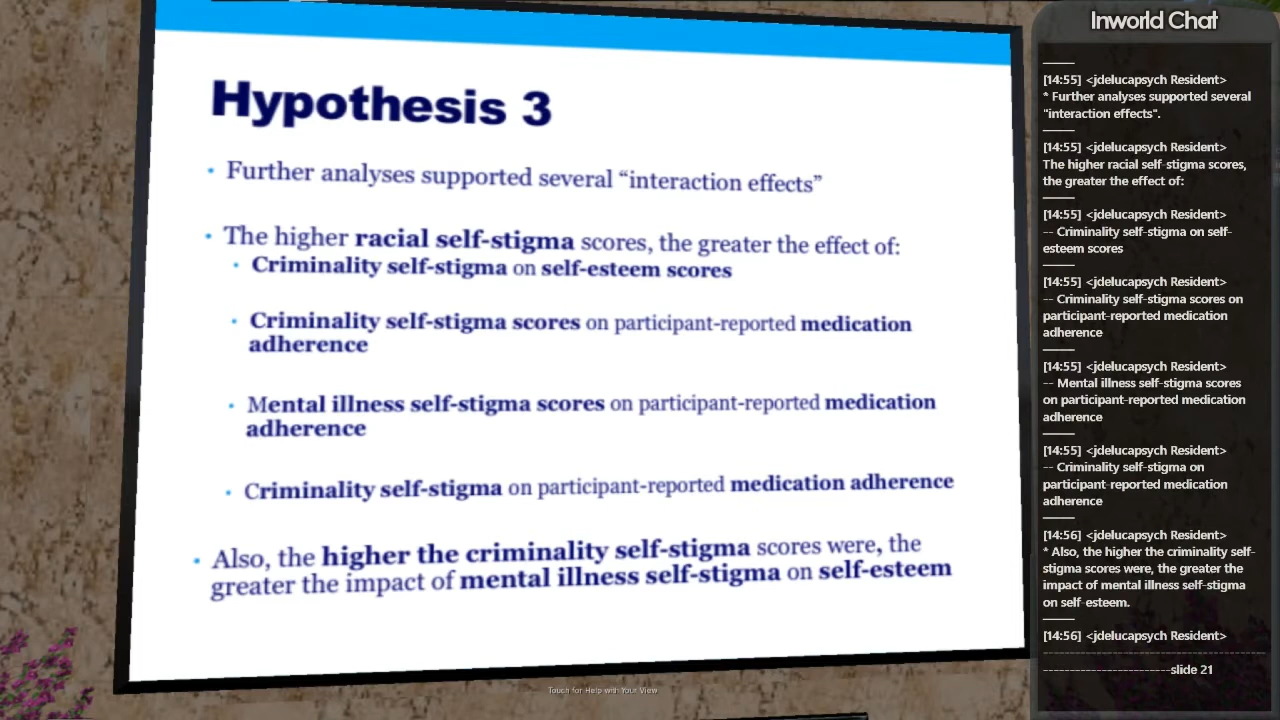 Hypothesis 3
• Further analyses supported several “interaction effects”
• The higher racial self-stigma scores, the greater the effect of:
• Criminality self-stigma on self-esteem scores
• Criminality self-stigma scores on participant-reported medication
adherence
• Mental illness self-stigma scores on participant-reported medication
adherence
• Criminality self-stigma on participant-reported medication adherence
• Also, the higher the criminality self-stigma scores were, the
greater the impact of mental illness self-stigma on self-esteem
Touch for Help with Your View
Inworld Chat
[14:55] <jdelucapsych Resident>
* Further analyses supported several
"interaction effects".
[14:55] <jdelucapsych Resident>
The higher racial self-stigma scores,
the greater the effect of:
[14:55] <jdelucapsych Resident>
-- Criminality self-stigma on self-
esteem scores
[14:55] <jdelucapsych Resident>
-- Criminality self-stigma scores on
participant-reported medication
adherence
[14:55] <jdelucapsych Resident>
-- Mental illness self-stigma scores
on participant-reported medication
adherence
[14:55] <jdelucapsych Resident>
-- Criminality self-stigma on
participant-reported medication
adherence
[14:56] <jdelucapsych Resident>
* Also, the higher the criminality self-
stigma scores were, the greater the
impact of mental illness self-stigma
on self-esteem.
[14:56] <jdelucapsych Resident>
------------------------------------------
------------------------slide 21